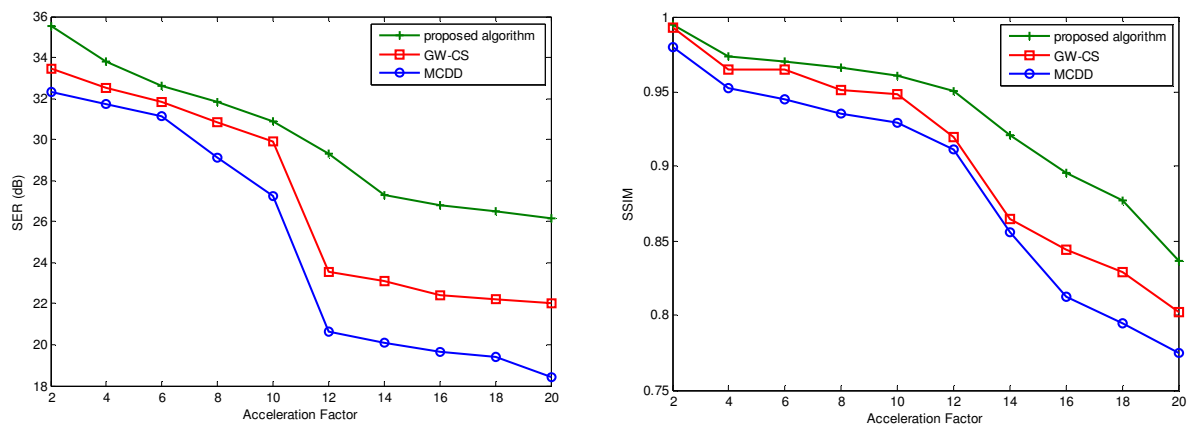 36
34
32
30
28
26
24
22
20
18
SER (dB)
2 4 6 8 10 12 14 16 18 20
Acceleration Factor
proposed algorithm
GW-CS
MCDD
1
0.95
0.9
0.85
0.8
0.75
SSIM
2 4 6 8 10 12 14 16 18 20
Acceleration Factor
proposed algorithm
GW-CS
MCDD